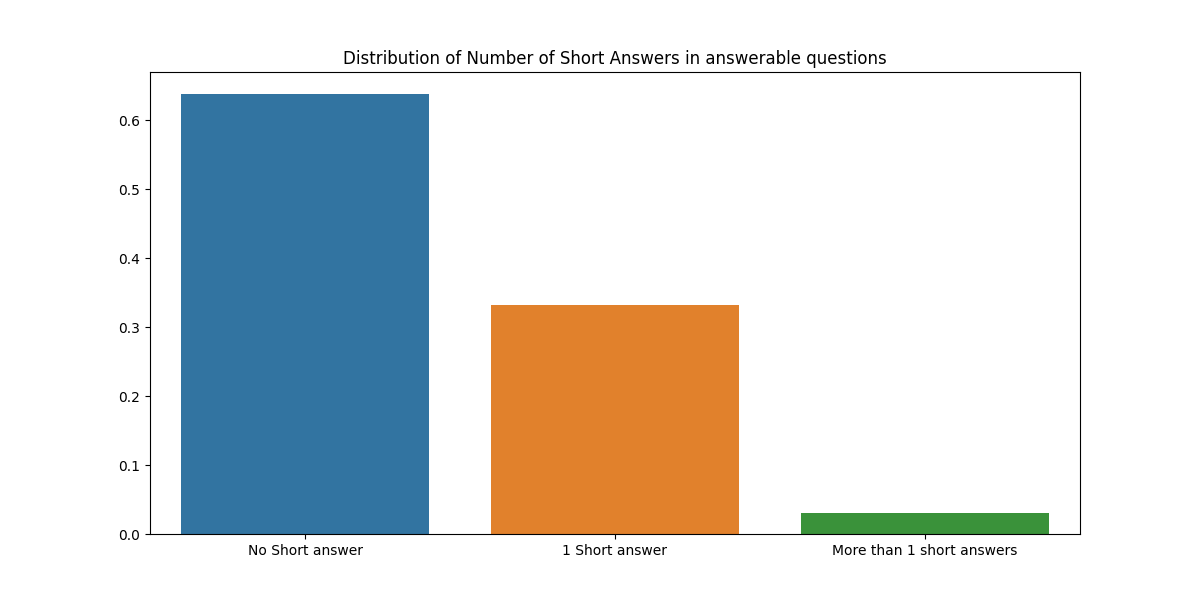 Distribution of Number of Short Answers in answerable questions
0.6
0.5
0.4
0.3
0.2
0.1
0.0
No Short answer
1 Short answer
More than 1 short answers